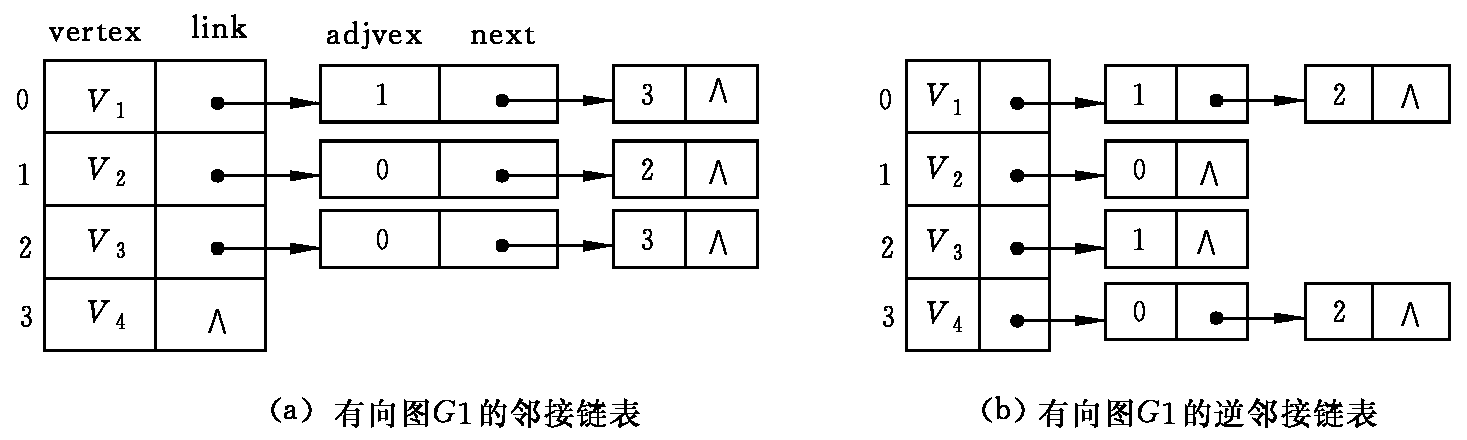 vertex link adjvex next
0 V1 1 3 ∧ 0 V1 1 2 ∧
1 V2 0 2 ∧ 1 V2 0 ∧
2 V3 0 3 ∧ 2 V3 1 ∧
3 V4 ∧ 3 V4 0 2 ∧
(a) 有向图G1的邻接链表 (b) 有向图G1的逆邻接链表